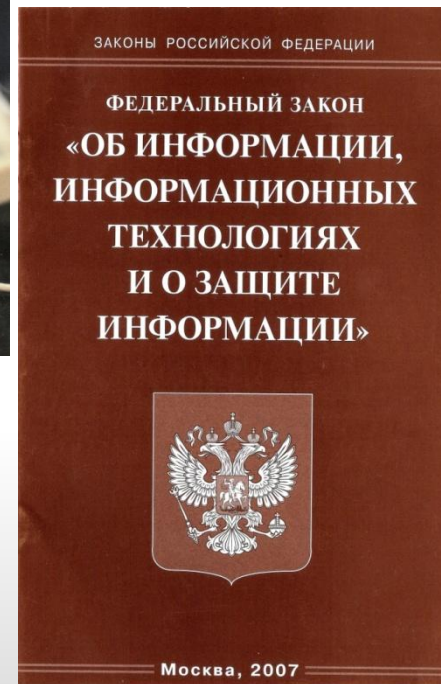 ЗАКОНЫ РОССИЙСКОЙ ФЕДЕРАЦИИ
ФЕДЕРАЛЬНЫЙ ЗАКОН
«ОБ ИНФОРМАЦИИ,
ИНФОРМАЦИОННЫХ
ТЕХНОЛОГИЯХ
И О ЗАЩИТЕ
ИНФОРМАЦИИ»
Москва, 2007